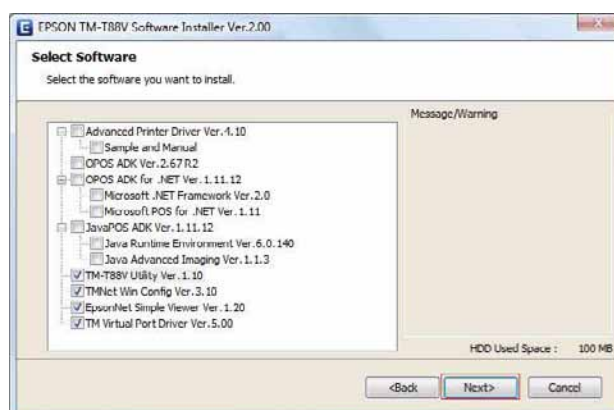 EPSON TM-T88V Software Installer Ver.2.00
Select Software
Select the software you want to install.
Message/Warning
Advanced Printer Driver Ver.4.10
Sample and Manual
OPOS ADK Ver.2.67 R2
OPOS ADK for .NET Ver.1.11.12
Microsoft .NET Framework Ver.2.0
Microsoft POS for .NET Ver.1.11
JavaPOS ADK Ver.1.11.12
Java Runtime Environment Ver.6.0.140
Java Advanced Imaging Ver.1.1.3
TM-T88V Utility Ver.1.10
TMNet Win Config Ver.3.10
EpsonNet Simple Viewer Ver.1.20
TM Virtual Port Driver Ver.5.00
HDD Used Space : 100 MB
<Back Next> Cancel